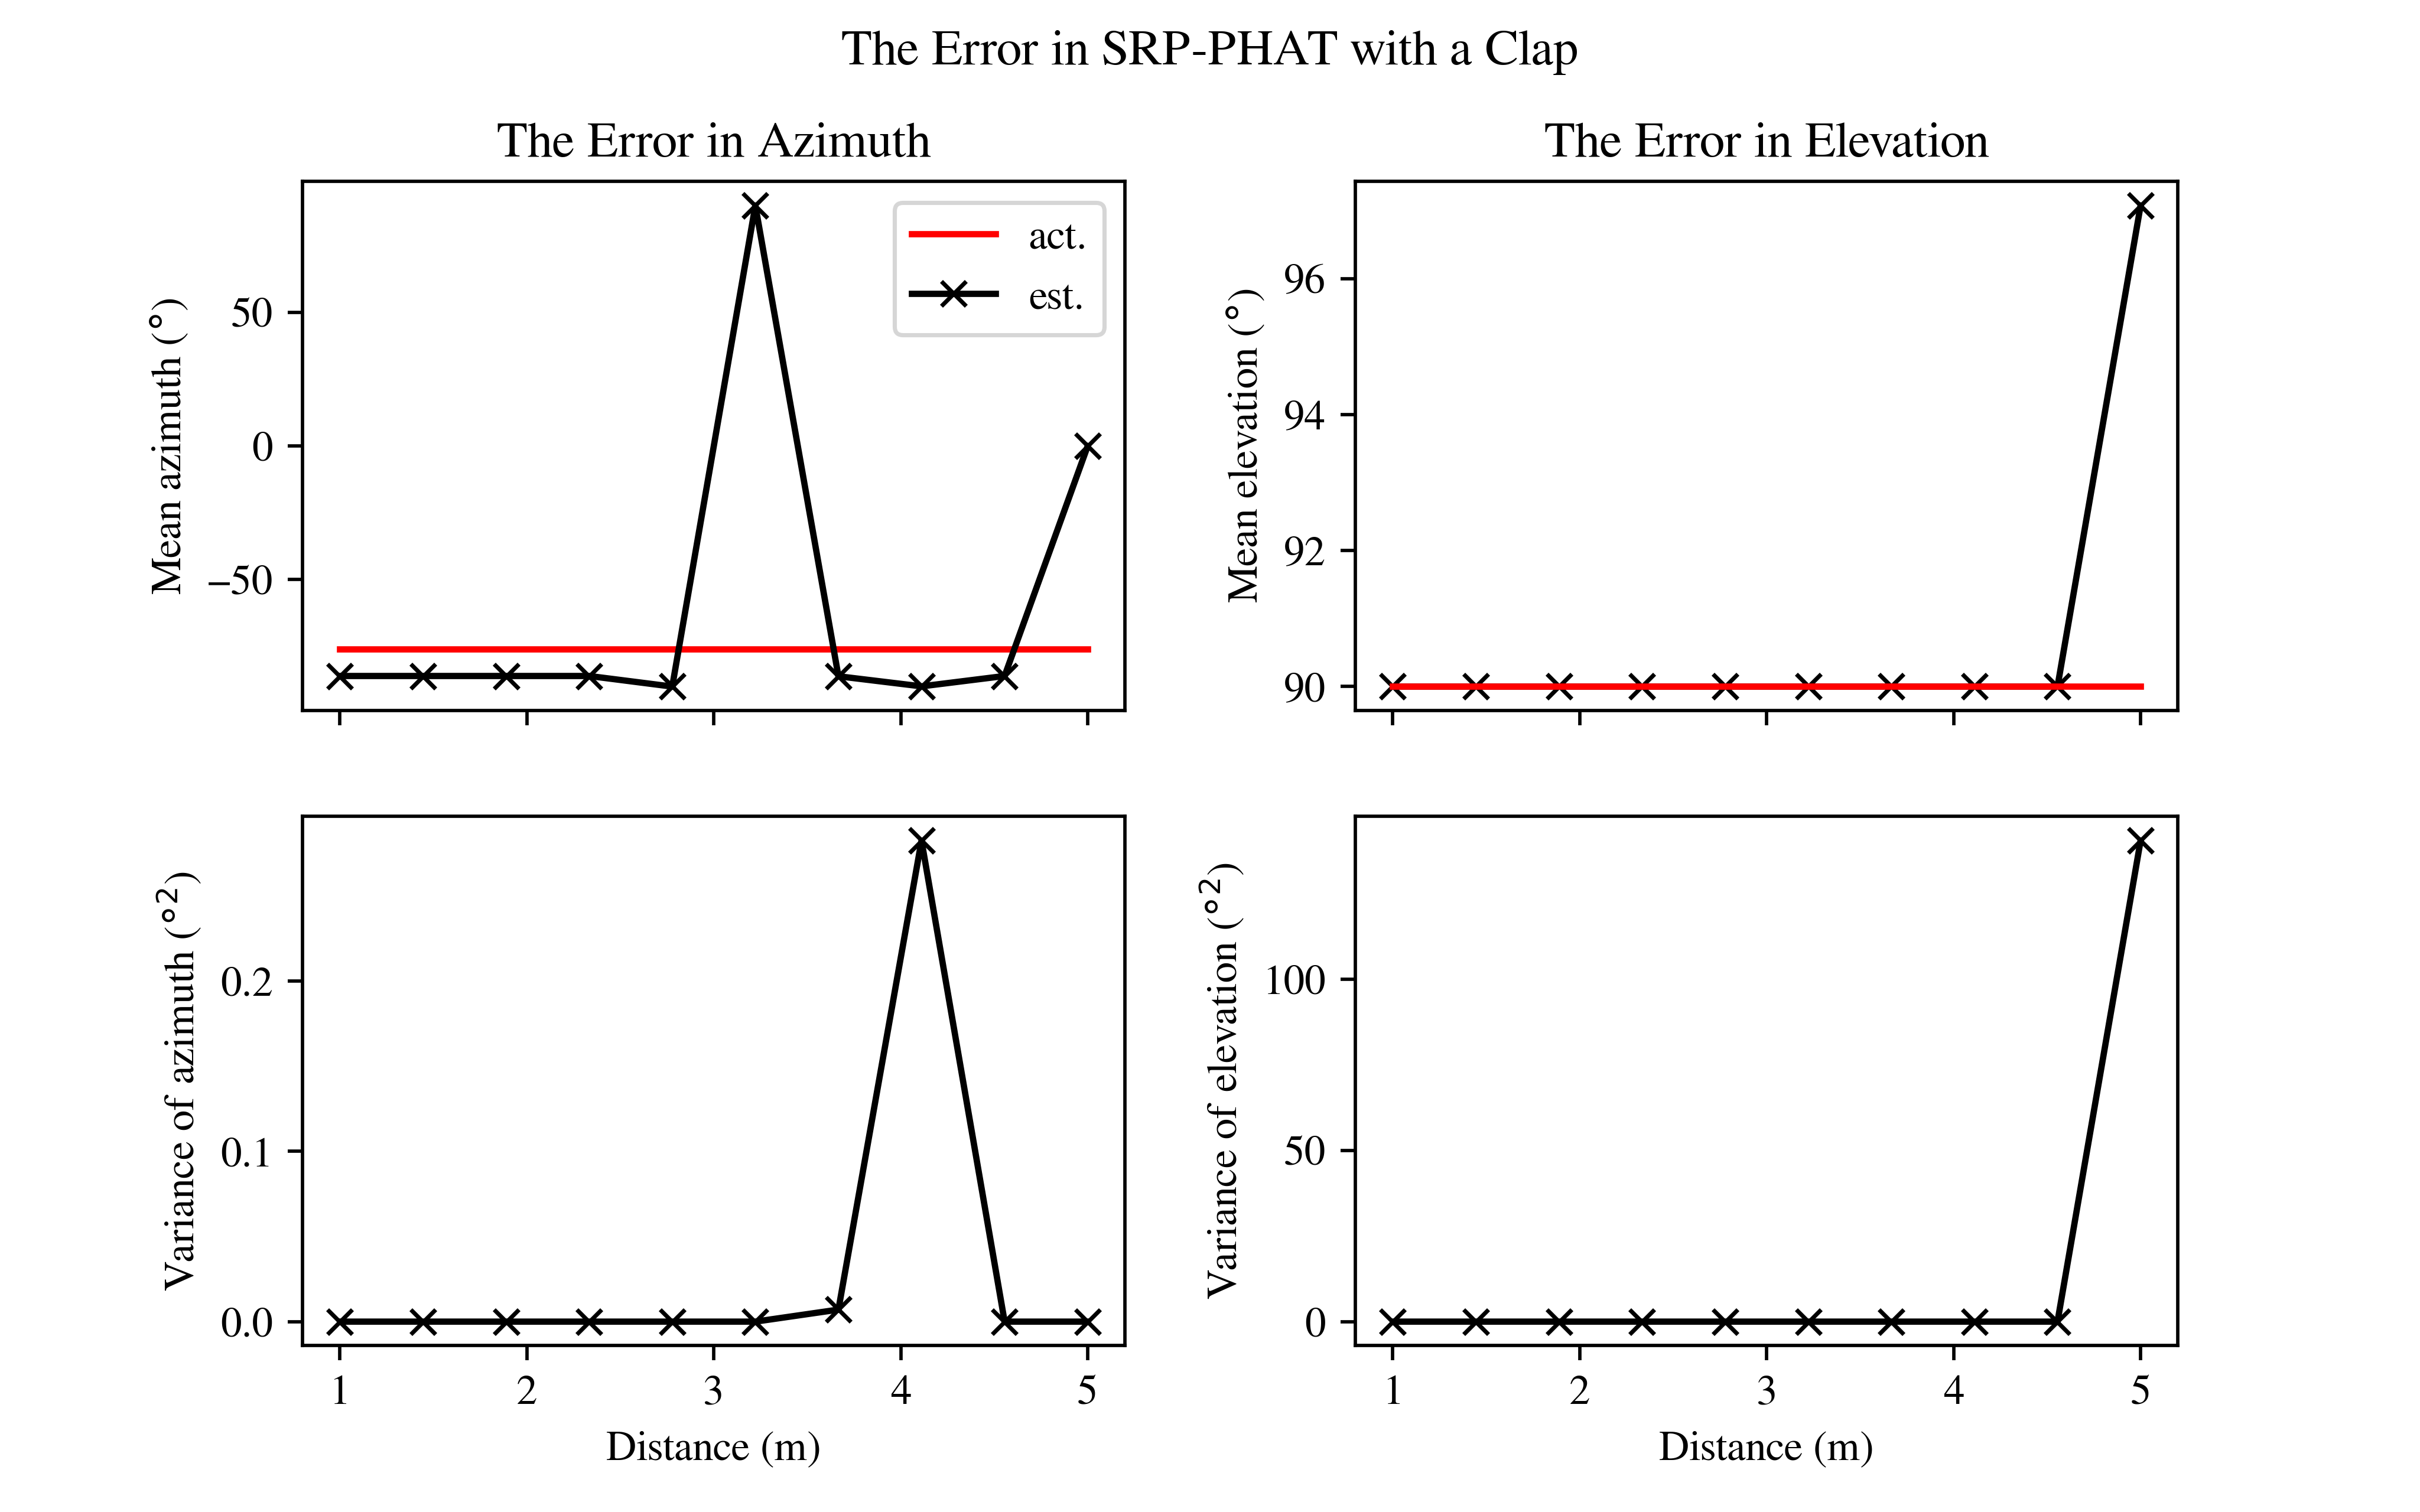 The Error in SRP-PHAT with a Clap
The Error in Azimuth
Mean azimuth (°)
50
0
−50
act.
est.
The Error in Elevation
Mean elevation (°)
96
94
92
90
Variance of azimuth (°²)
0.2
0.1
0.0
1 2 3 4 5
Distance (m)
Variance of elevation (°²)
100
50
0
1 2 3 4 5
Distance (m)